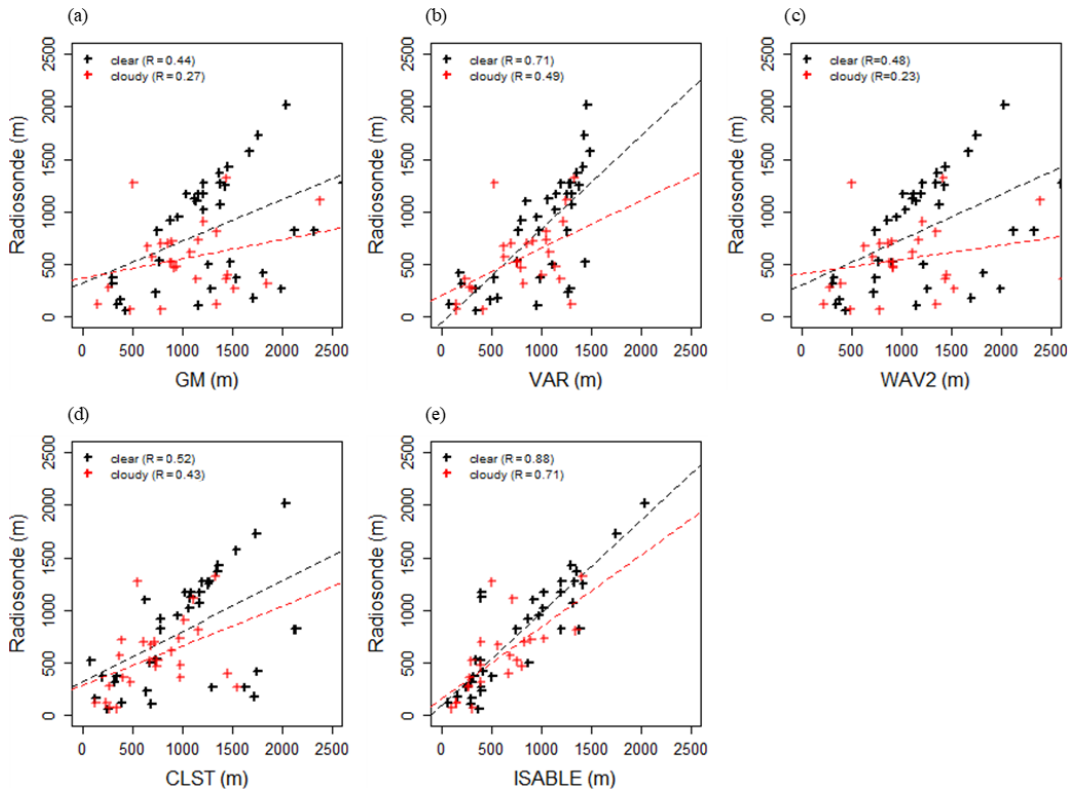 (a)
clear (R = 0.44)
cloudy (R = 0.27)
Radiosonde (m)
0 500 1000 1500 2000 2500
0 500 1000 1500 2000 2500
GM (m)
(b)
clear (R = 0.71)
cloudy (R = 0.49)
Radiosonde (m)
0 500 1000 1500 2000 2500
0 500 1000 1500 2000 2500
VAR (m)
(c)
clear (R=0.48)
cloudy (R=0.23)
Radiosonde (m)
0 500 1000 1500 2000 2500
0 500 1000 1500 2000 2500
WAV2 (m)
(d)
clear (R = 0.52)
cloudy (R = 0.43)
Radiosonde (m)
0 500 1000 1500 2000 2500
0 500 1000 1500 2000 2500
CLST (m)
(e)
clear (R = 0.88)
cloudy (R = 0.71)
Radiosonde (m)
0 500 1000 1500 2000 2500
0 500 1000 1500 2000 2500
ISABLE (m)